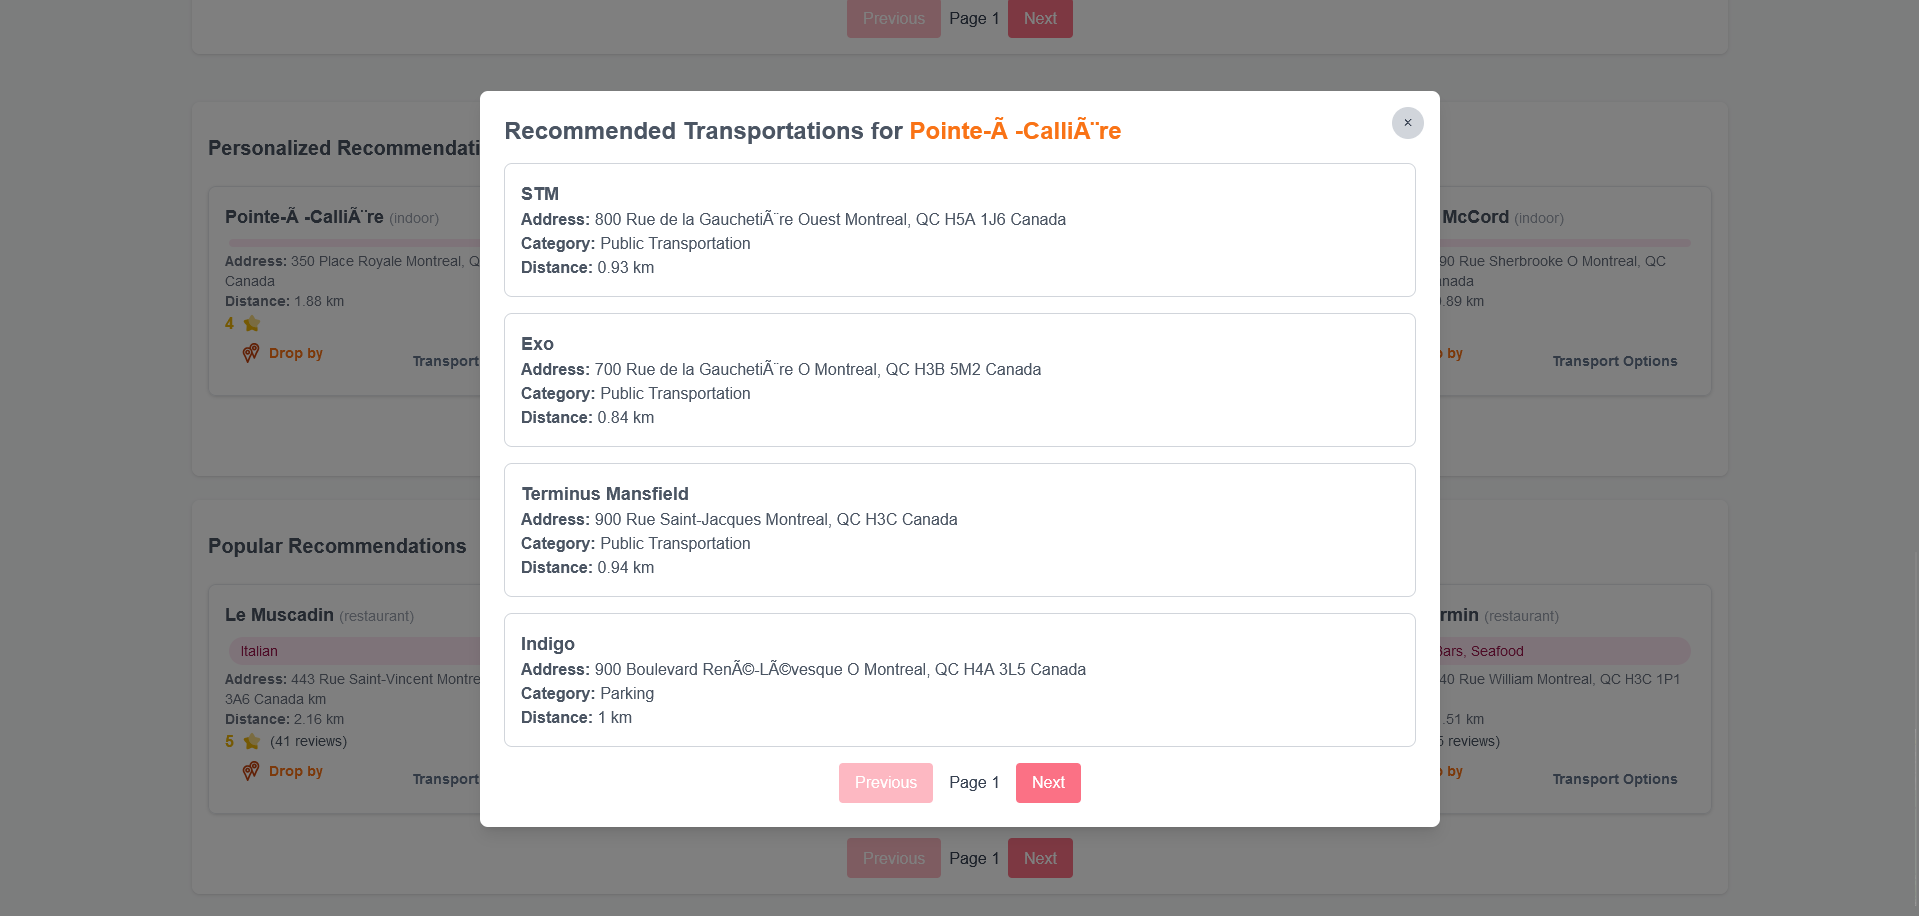 Previous Page 1 Next
Recommended Transportations for Pointe-Ã -CalliÃ¨re
×
STM
Address: 800 Rue de la GauchetiÃ¨re Ouest Montreal, QC H5A 1J6 Canada
Category: Public Transportation
Distance: 0.93 km
Exo
Address: 700 Rue de la GauchetiÃ¨re O Montreal, QC H3B 5M2 Canada
Category: Public Transportation
Distance: 0.84 km
Terminus Mansfield
Address: 900 Rue Saint-Jacques Montreal, QC H3C Canada
Category: Public Transportation
Distance: 0.94 km
Indigo
Address: 900 Boulevard RenÃ©-LÃ©vesque O Montreal, QC H4A 3L5 Canada
Category: Parking
Distance: 1 km
Previous Page 1 Next
Personalized Recommendati
Pointe-Ã -CalliÃ¨re (indoor)
Address: 350 Place Royale Montreal, Q
Canada
Distance: 1.88 km
4
Drop by
Transport
McCord (indoor)
90 Rue Sherbrooke O Montreal, QC
nada
.89 km
by
Transport Options
Popular Recommendations
Le Muscadin (restaurant)
Italian
Address: 443 Rue Saint-Vincent Montre
3A6 Canada km
Distance: 2.16 km
5 (41 reviews)
Drop by
Transport
rmin (restaurant)
Bars, Seafood
40 Rue William Montreal, QC H3C 1P1
.51 km
reviews)
by
Transport Options
Previous Page 1 Next